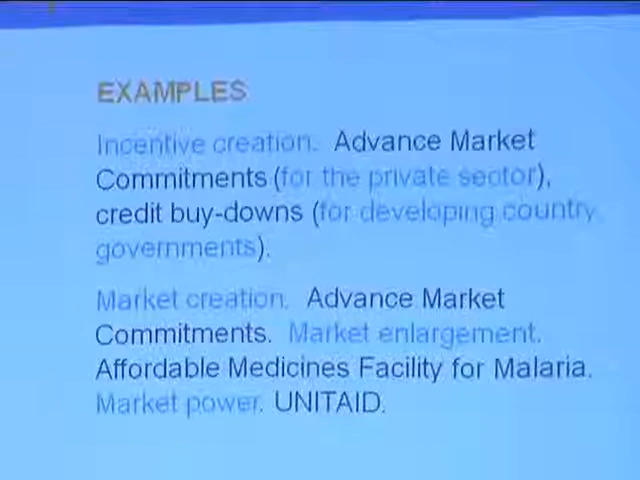 EXAMPLES
Incentive creation. Advance Market
Commitments (for the private sector),
credit buy-downs (for developing country
governments).
Market creation. Advance Market
Commitments. Market enlargement.
Affordable Medicines Facility for Malaria.
Market power. UNITAID.